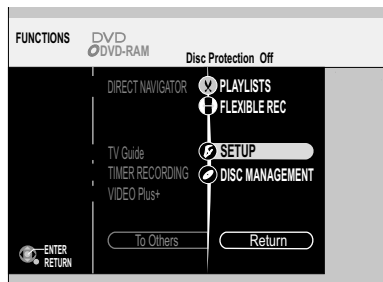 FUNCTIONS DVD
DVD-RAM
Disc Protection Off
DIRECT NAVIGATOR PLAYLISTS
FLEXIBLE REC
TV Guide SETUP
TIMER RECORDING DISC MANAGEMENT
VIDEO Plus+
To Others Return
ENTER
RETURN